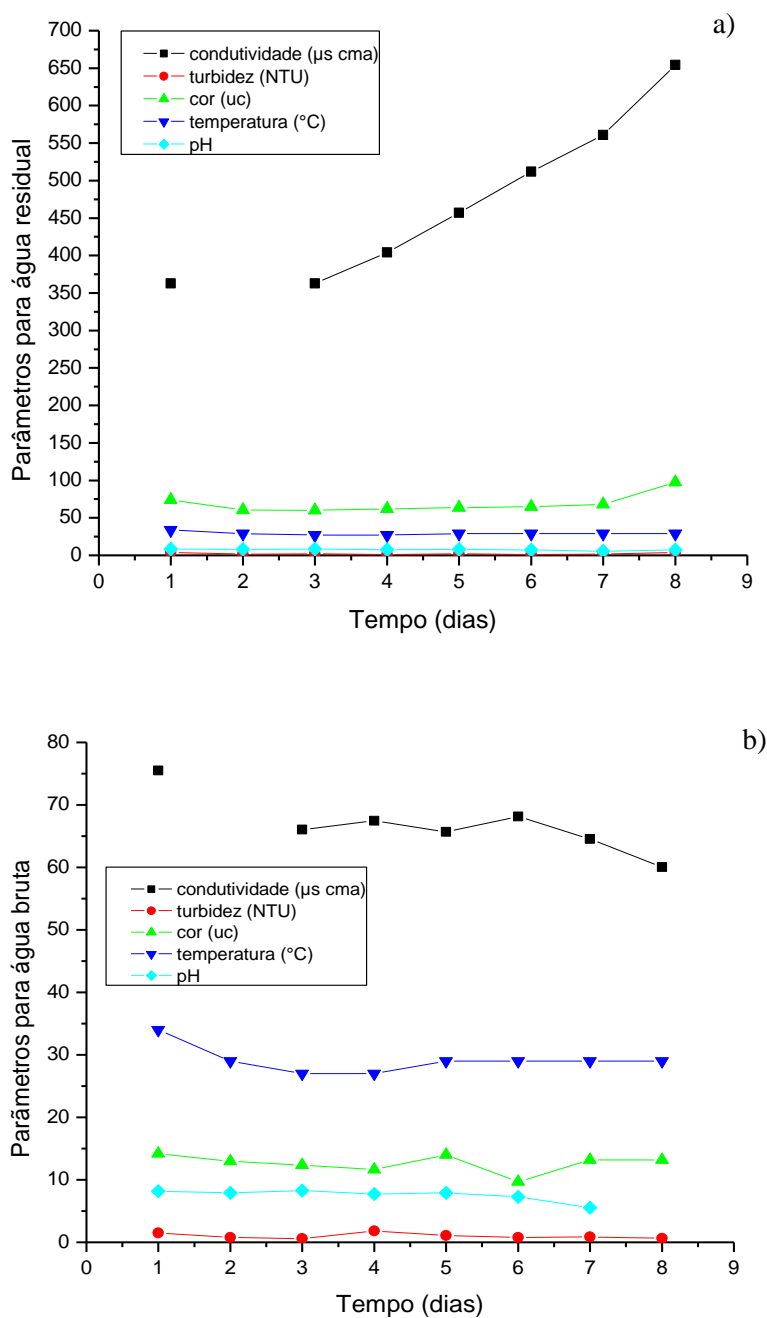 a)
700
650
600
550
500
450
400
350
300
250
200
150
100
50
0
Parâmetros para água residual
condutividade (µs cma)
turbidez (NTU)
cor (uc)
temperatura (°C)
pH
0 1 2 3 4 5 6 7 8 9
Tempo (dias)
b)
80
70
60
50
40
30
20
10
0
Parãmetros para água bruta
condutividade (µs cma)
turbidez (NTU)
cor (uc)
temperatura (°C)
pH
0 1 2 3 4 5 6 7 8 9
Tempo (dias)